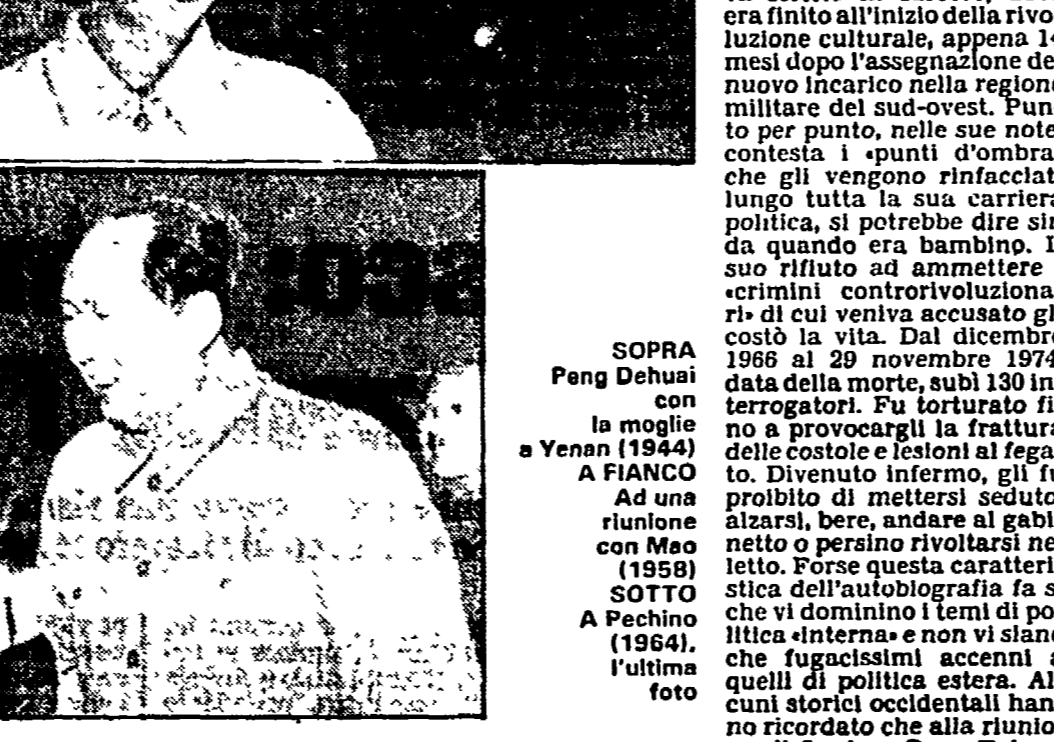 SOPRA
Peng Dehuai
con
la moglie
a Yenan (1944)
A FIANCO
Ad una
riunione
con Mao
(1958)
SOTTO
A Pechino
(1964),
l'ultima
foto
era finito all'inizio della rivo
luzione culturale, appena 14
mesi dopo l'assegnazione de
nuovo incarico nella regione
militare del sud-ovest. Pun
to per punto, nelle sue note
contesta i «punti d'ombra
che gli vengono rinfacciat
lungo tutta la sua carriera
politica, si potrebbe dire sin
da quando era bambino. I
suo rifiuto ad ammettere
«crimini controrivoluziona
ri» di cui veniva accusato gl
costò la vita. Dal dicembre
1966 al 29 novembre 1974
data della morte, subì 130 in
terrogatori. Fu torturato fi
no a provocargli la frattura
delle costole e lesioni al fega
to. Divenuto infermo, gli fu
proibito di mettersi seduto
alzarsi, bere, andare al gabi
netto o persino rivoltarsi ne
letto. Forse questa caratteri
stica dell'autobiografia fa s
che vi dominino i temi di po
litica «interna» e non vi siano
che fugacissimi accenni a
quelli di politica estera. Al
cuni storici occidentali han
no ricordato che alla riunio